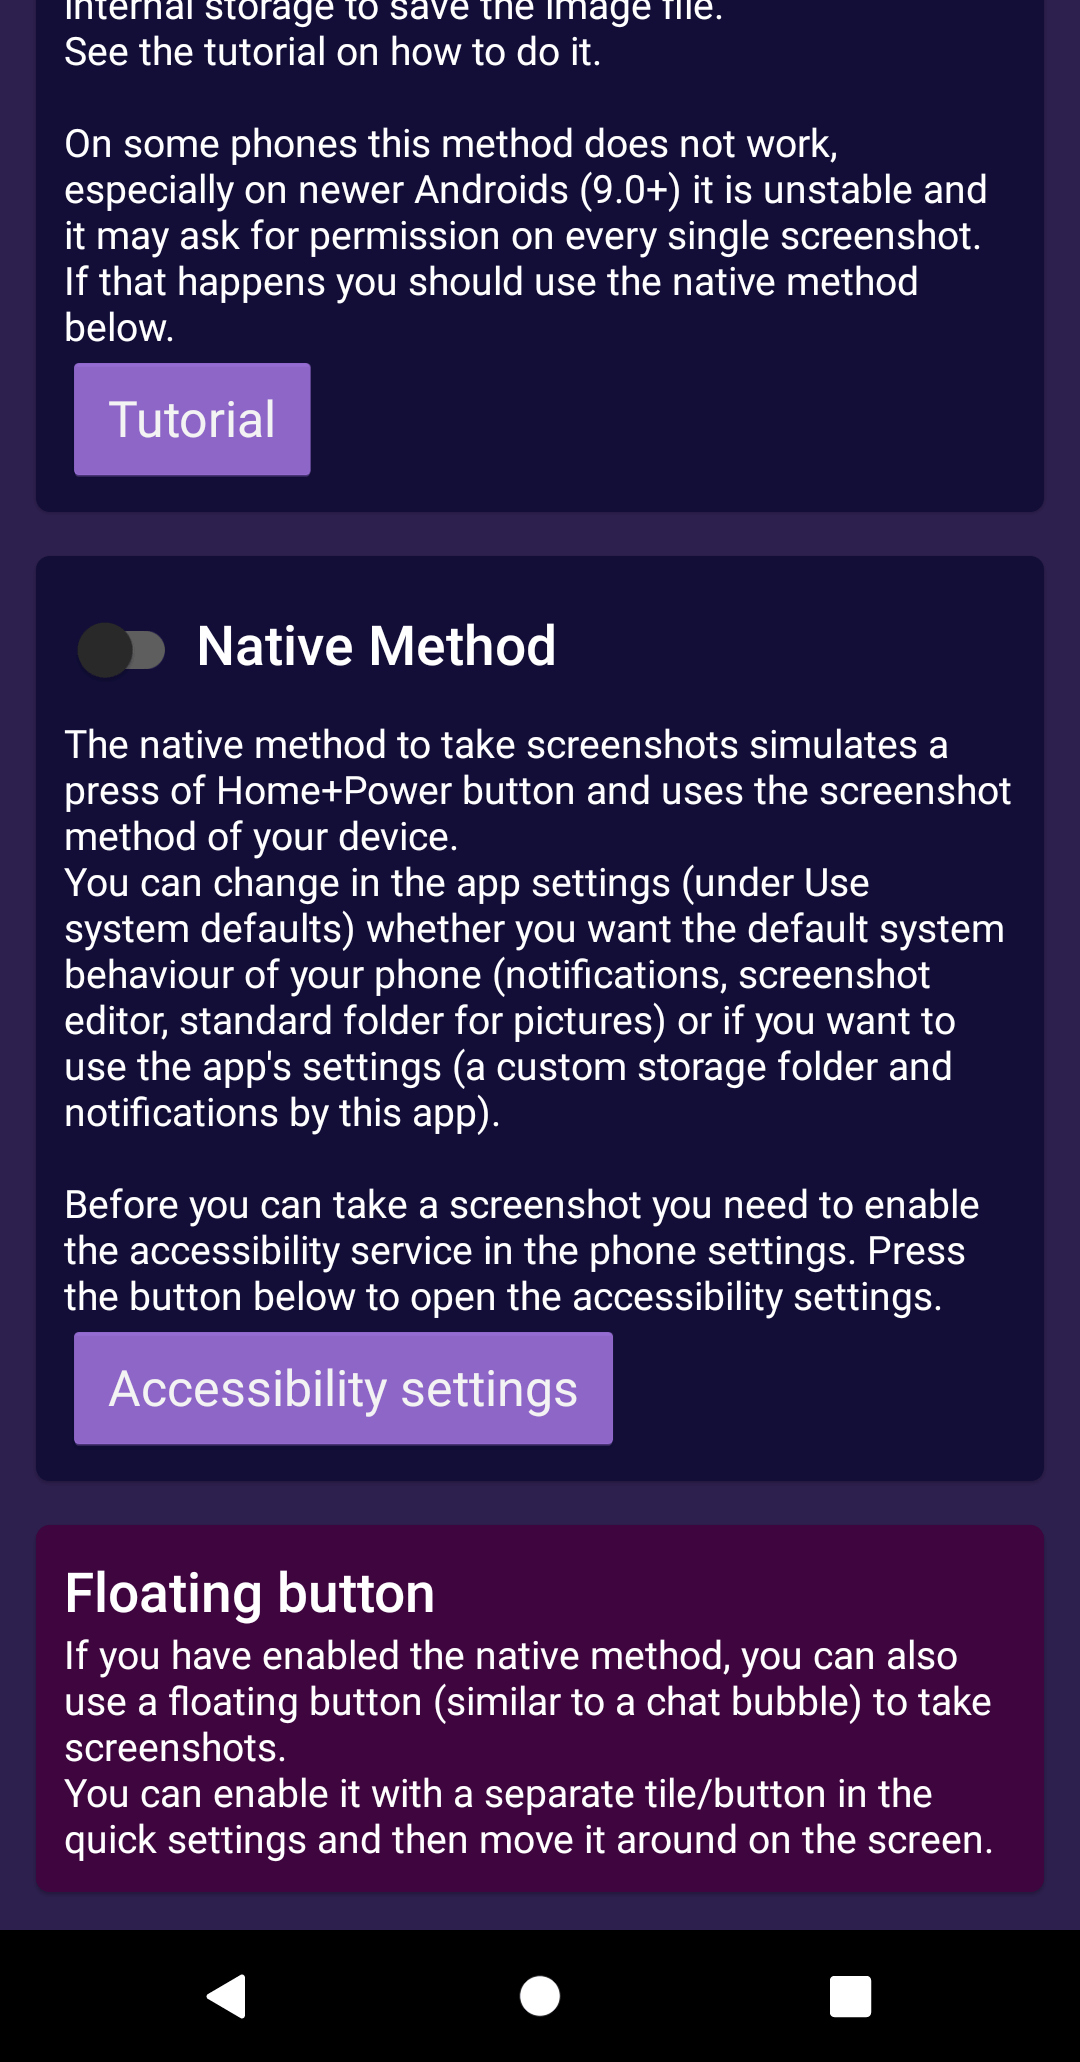 internal storage to save the image file.
See the tutorial on how to do it.
On some phones this method does not work,
especially on newer Androids (9.0+) it is unstable and
it may ask for permission on every single screenshot.
If that happens you should use the native method
below.
Tutorial
Native Method
The native method to take screenshots simulates a
press of Home+Power button and uses the screenshot
method of your device.
You can change in the app settings (under Use
system defaults) whether you want the default system
behaviour of your phone (notifications, screenshot
editor, standard folder for pictures) or if you want to
use the app's settings (a custom storage folder and
notifications by this app).
Before you can take a screenshot you need to enable
the accessibility service in the phone settings. Press
the button below to open the accessibility settings.
Accessibility settings
Floating button
If you have enabled the native method, you can also
use a floating button (similar to a chat bubble) to take
screenshots.
You can enable it with a separate tile/button in the
quick settings and then move it around on the screen.